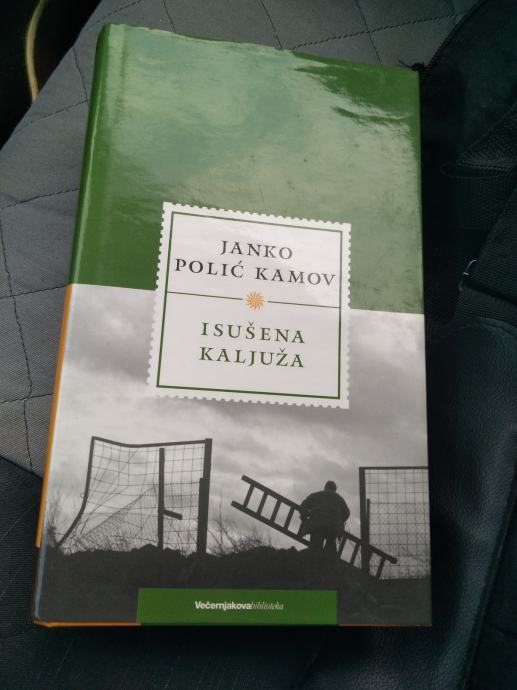 JANKO
POLIĆ KAMOV
ISUŠENA
KALJUŽA
Večernjakovabiblioteka